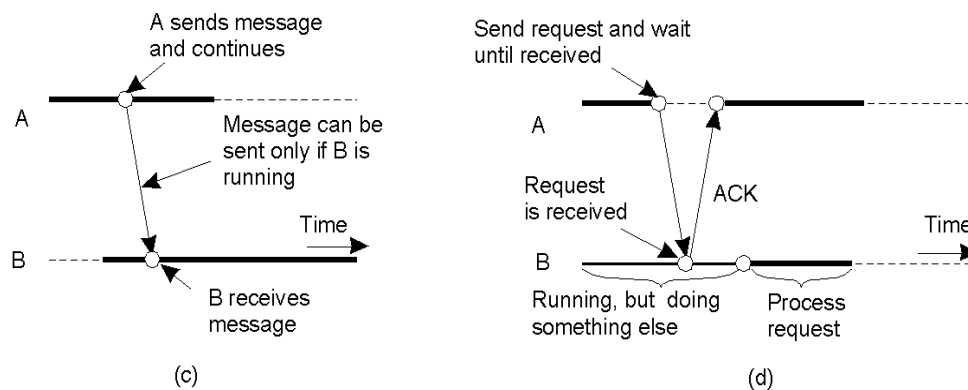 A sends message
and continues
A
Message can be
sent only if B is
running
Time
B
B receives
message
(c)
Send request and wait
until received
A
Request
is received
ACK
Time
B
Running, but doing
something else
Process
request
(d)